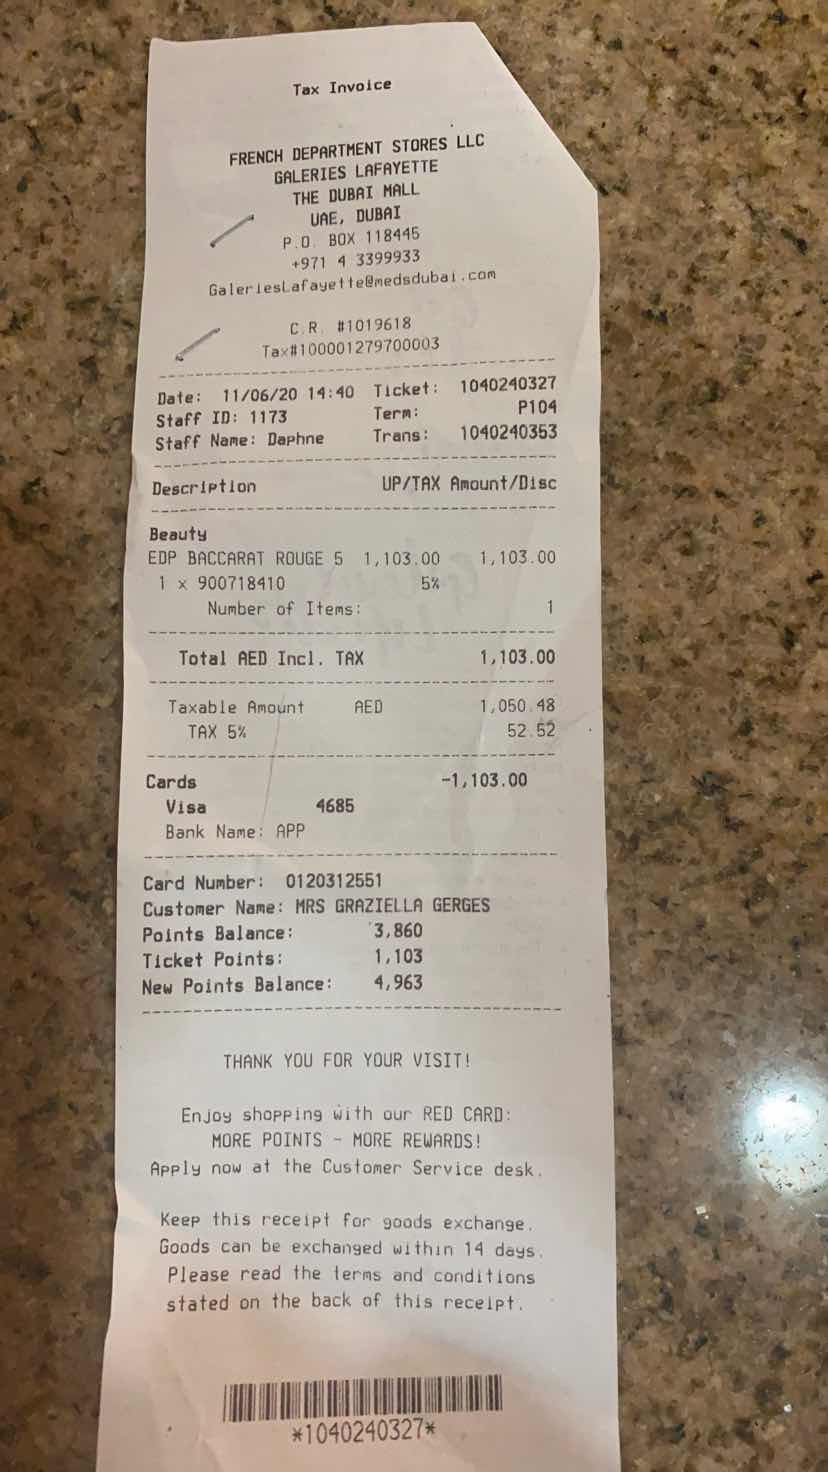 Tax Invoice
FRENCH DEPARTMENT STORES LLC
GALERIES LAFAYETTE
THE DUBAI MALL
UAE, DUBAI
P.O. BOX 118445
+971 4 3399933
GaleriesLafayette@medsdubai.com
C.R. #1019618
Tax#100001279700003
Date: 11/06/20 14:40 Ticket: 1040240327
Staff ID: 1173 Term: P104
Staff Name: Daphne Trans: 1040240353
Description UP/TAX Amount/Disc
Beauty
EDP BACCARAT ROUGE 5 1,103.00 1,103.00
1 x 900718410 5%
Number of Items: 1
Total AED Incl. TAX 1,103.00
Taxable Amount AED 1,050.48
TAX 5% 52.52
Cards -1,103.00
Visa 4685
Bank Name: APP
Card Number: 0120312551
Customer Name: MRS GRAZIELLA GERGES
Points Balance: 3,860
Ticket Points: 1,103
New Points Balance: 4,963
THANK YOU FOR YOUR VISIT!
Enjoy shopping with our RED CARD:
MORE POINTS - MORE REWARDS!
Apply now at the Customer Service desk.
Keep this receipt for goods exchange.
Goods can be exchanged within 14 days.
Please read the terms and conditions
stated on the back of this receipt.
*1040240327*